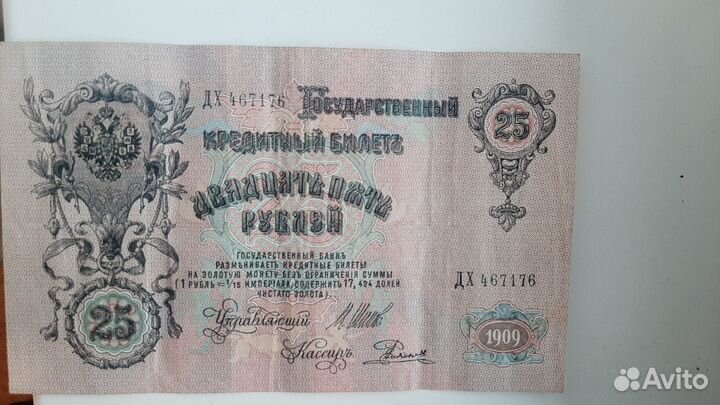 ДХ 467176
Государственный
Кредитный билетъ
Двадцать пять
рублей
ГОСУДАРСТВЕННЫЙ БАНКЪ
РАЗМѢНИВАЕТЪ КРЕДИТНЫЕ БИЛЕТЫ
НА ЗОЛОТУЮ МОНЕТУ БЕЗЪ ОГРАНИЧЕНІЯ СУММЫ
(1 РУБЛЬ = 1/15 ИМПЕРІАЛА, СОДЕРЖИТЪ 17,424 ДОЛЕЙ
ЧИСТАГО ЗОЛОТА).
25
ДХ 467176
25
Управляющій
Кассиръ
1909
Avito